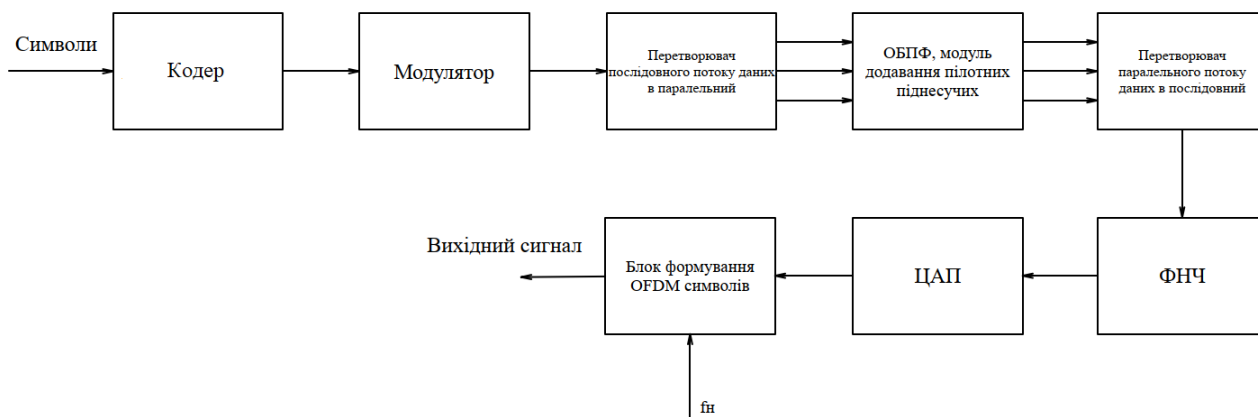 Символи
Кодер
Модулятор
Перетворювач
послідовного потоку даних
в паралельний
ОБПФ, модуль
додавання пілотних
піднесучих
Перетворювач
паралельного потоку
даних в послідовний
Вихідний сигнал
Блок формування
OFDM символів
ЦАП
ФНЧ
fн